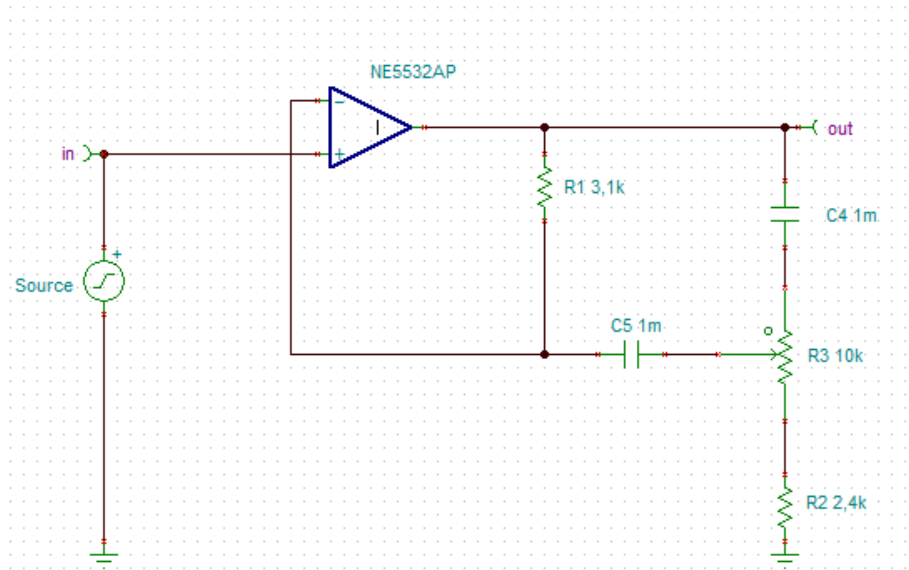 NE5532AP
in
out
R1 3,1k
C4 1m
Source
C5 1m
R3 10k
R2 2,4k